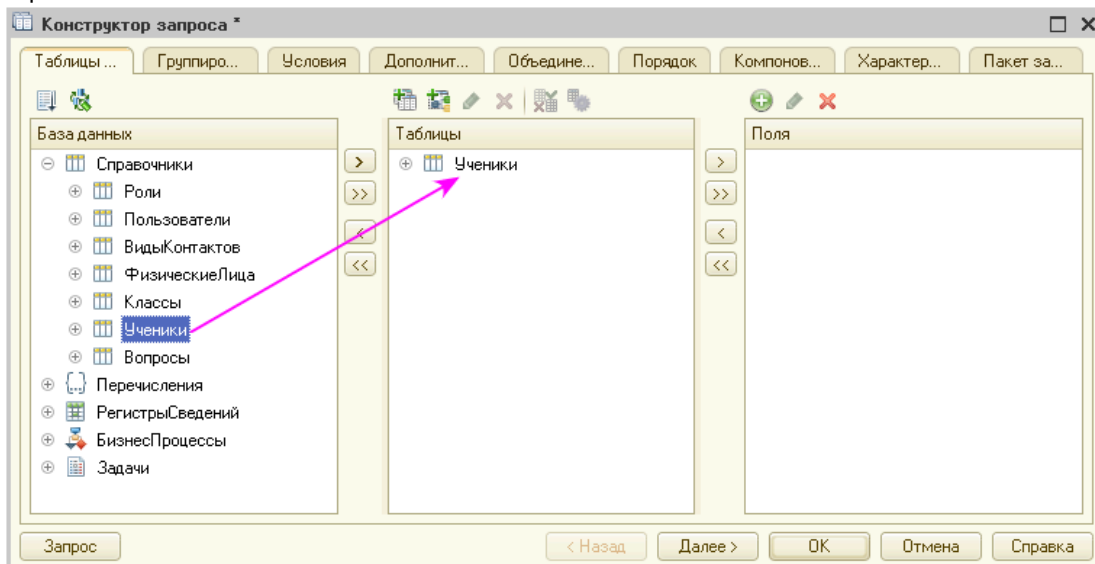 Конструктор запроса *
Таблицы ... Группиро... Условия Дополнит... Объедине... Порядок Компонов... Характер... Пакет за...
База данных
Справочники
Роли
Пользователи
ВидыКонтактов
ФизическиеЛица
Классы
Ученики
Вопросы
Перечисления
РегистрыСведений
БизнесПроцессы
Задачи
>
>>
<
<<
Таблицы
Ученики
>
>>
<
<<
Поля
Запрос < Назад Далее > ОК Отмена Справка